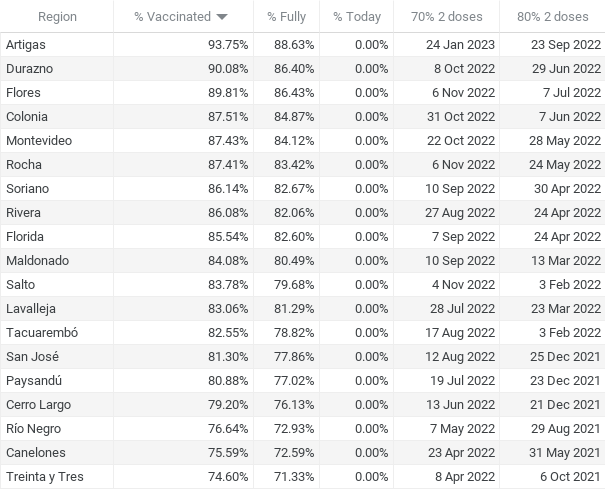 Region % Vaccinated % Fully % Today 70% 2 doses 80% 2 doses
Artigas 93.75% 88.63% 0.00% 24 Jan 2023 23 Sep 2022
Durazno 90.08% 86.40% 0.00% 8 Oct 2022 29 Jun 2022
Flores 89.81% 86.43% 0.00% 6 Nov 2022 7 Jul 2022
Colonia 87.51% 84.87% 0.00% 31 Oct 2022 7 Jun 2022
Montevideo 87.43% 84.12% 0.00% 22 Oct 2022 28 May 2022
Rocha 87.41% 83.42% 0.00% 6 Nov 2022 24 May 2022
Soriano 86.14% 82.67% 0.00% 10 Sep 2022 30 Apr 2022
Rivera 86.08% 82.06% 0.00% 27 Aug 2022 24 Apr 2022
Florida 85.54% 82.60% 0.00% 7 Sep 2022 24 Apr 2022
Maldonado 84.08% 80.49% 0.00% 10 Sep 2022 13 Mar 2022
Salto 83.78% 79.68% 0.00% 4 Nov 2022 3 Feb 2022
Lavalleja 83.06% 81.29% 0.00% 28 Jul 2022 23 Mar 2022
Tacuarembó 82.55% 78.82% 0.00% 17 Aug 2022 3 Feb 2022
San José 81.30% 77.86% 0.00% 12 Aug 2022 25 Dec 2021
Paysandú 80.88% 77.02% 0.00% 19 Jul 2022 23 Dec 2021
Cerro Largo 79.20% 76.13% 0.00% 13 Jun 2022 21 Dec 2021
Río Negro 76.64% 72.93% 0.00% 7 May 2022 29 Aug 2021
Canelones 75.59% 72.59% 0.00% 23 Apr 2022 31 May 2021
Treinta y Tres 74.60% 71.33% 0.00% 8 Apr 2022 6 Oct 2021